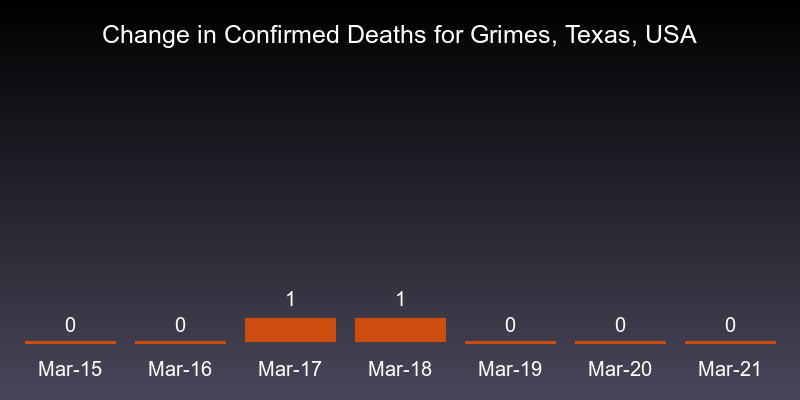 Change in Confirmed Deaths for Grimes, Texas, USA
1 1
0 0 0 0 0
Mar-15 Mar-16 Mar-17 Mar-18 Mar-19 Mar-20 Mar-21